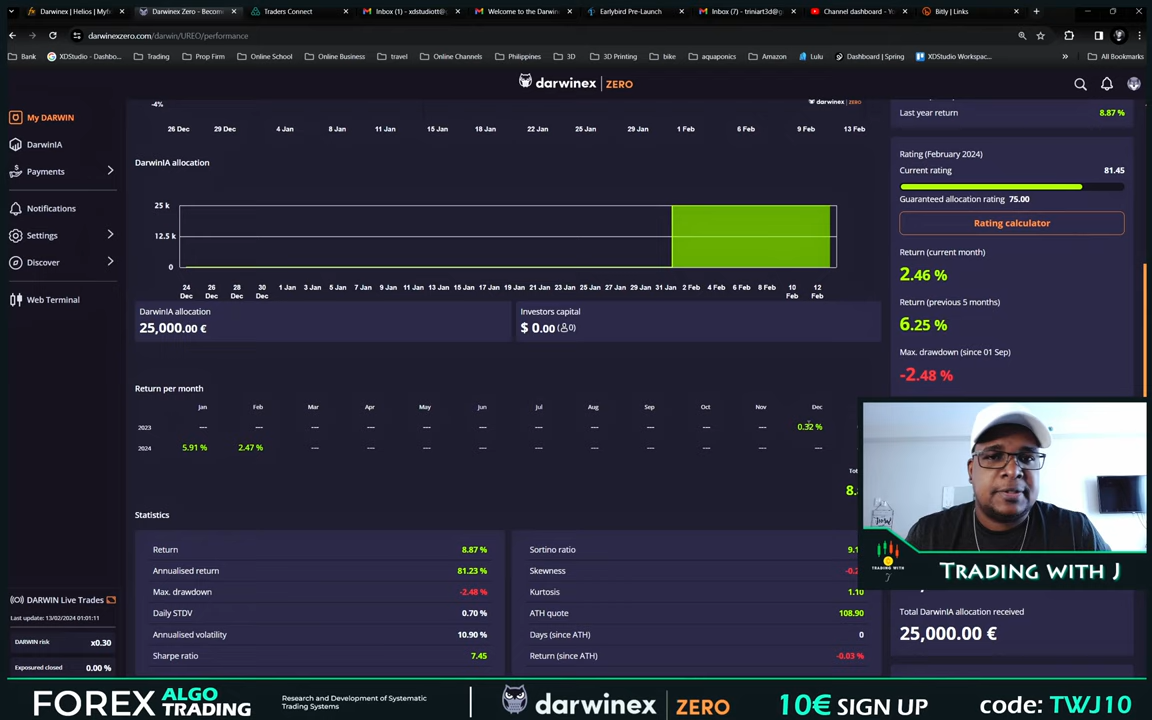 Darwinex | Helios | Myf
Darwinex Zero - Becom
Traders Connect
Inbox (1) - xdstudiott@
Welcome to the Darwin
Earlybird Pre-Launch
Inbox (7) - triniart3d@g
Channel dashboard - Yo
Bitly | Links
darwinexzero.com/darwin/UREO/performance
Bank
XDStudio - Dashbo...
Trading
Prop Firm
Online School
Online Business
travel
Online Channels
Philippines
3D
3D Printing
bike
aquaponics
Amazon
Lulu
Dashboard | Spring
XDStudio Workspac...
All Bookmarks
darwinex | ZERO
My DARWIN
DarwinIA
Payments
Notifications
Settings
Discover
Web Terminal
-4%
darwinex | ZERO
26 Dec 29 Dec 4 Jan 8 Jan 11 Jan 15 Jan 18 Jan 22 Jan 25 Jan 29 Jan 1 Feb 6 Feb 9 Feb 13 Feb
DarwinIA allocation
25 k
12.5 k
0
24 Dec 26 Dec 28 Dec 30 Dec 1 Jan 3 Jan 5 Jan 7 Jan 9 Jan 11 Jan 13 Jan 15 Jan 17 Jan 19 Jan 21 Jan 23 Jan 25 Jan 27 Jan 29 Jan 31 Jan 2 Feb 4 Feb 6 Feb 8 Feb 10 Feb 12 Feb
DarwinIA allocation
25,000.00 €
Investors capital
$ 0.00 (0)
Return per month
Jan Feb Mar Apr May Jun Jul Aug Sep Oct Nov Dec
2023 --- --- --- --- --- --- --- --- --- --- --- 0.32 %
2024 5.91 % 2.47 % --- --- --- --- --- --- --- --- --- ---
Statistics
Return 8.87 %
Annualised return 81.23 %
Max. drawdown -2.48 %
Daily STDV 0.70 %
Annualised volatility 10.90 %
Sharpe ratio 7.45
Sortino ratio
Skewness
Kurtosis 1.10
ATH quote 108.90
Days (since ATH) 0
Return (since ATH) -0.03 %
Last year return 8.87 %
Rating (February 2024)
Current rating 81.45
Guaranteed allocation rating 75.00
Rating calculator
Return (current month)
2.46 %
Return (previous 5 months)
6.25 %
Max. drawdown (since 01 Sep)
-2.48 %
TRADING WITH J
TRADING WITH J
Total DarwinIA allocation received
25,000.00 €
DARWIN Live Trades
Last update: 13/02/2024 01:01:11
DARWIN risk x0.30
Exposured closed 0.00 %
FOREX ALGO TRADING
Research and Development of Systematic
Trading Systems
darwinex | ZERO
10€ SIGN UP
code: TWJ10